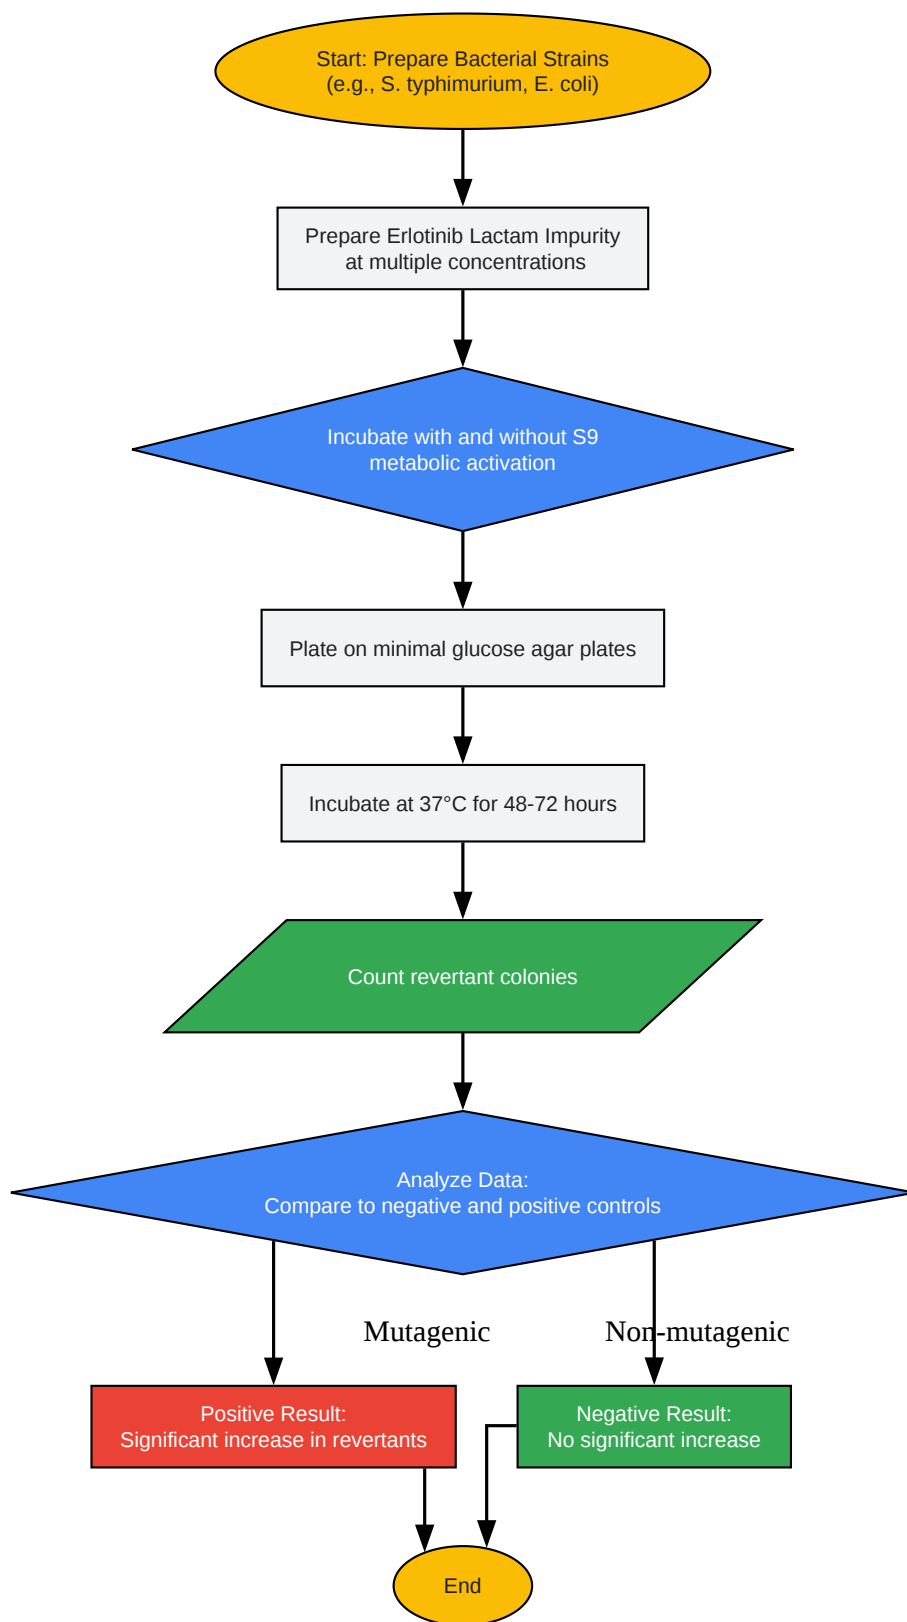 Start: Prepare Bacterial Strains
(e.g., S. typhimurium, E. coli)
Prepare Erlotinib Lactam Impurity
at multiple concentrations
Incubate with and without S9
metabolic activation
Plate on minimal glucose agar plates
Incubate at 37°C for 48-72 hours
Count revertant colonies
Analyze Data:
Compare to negative and positive controls
Mutagenic
Non-mutagenic
Positive Result:
Significant increase in revertants
Negative Result:
No significant increase
End